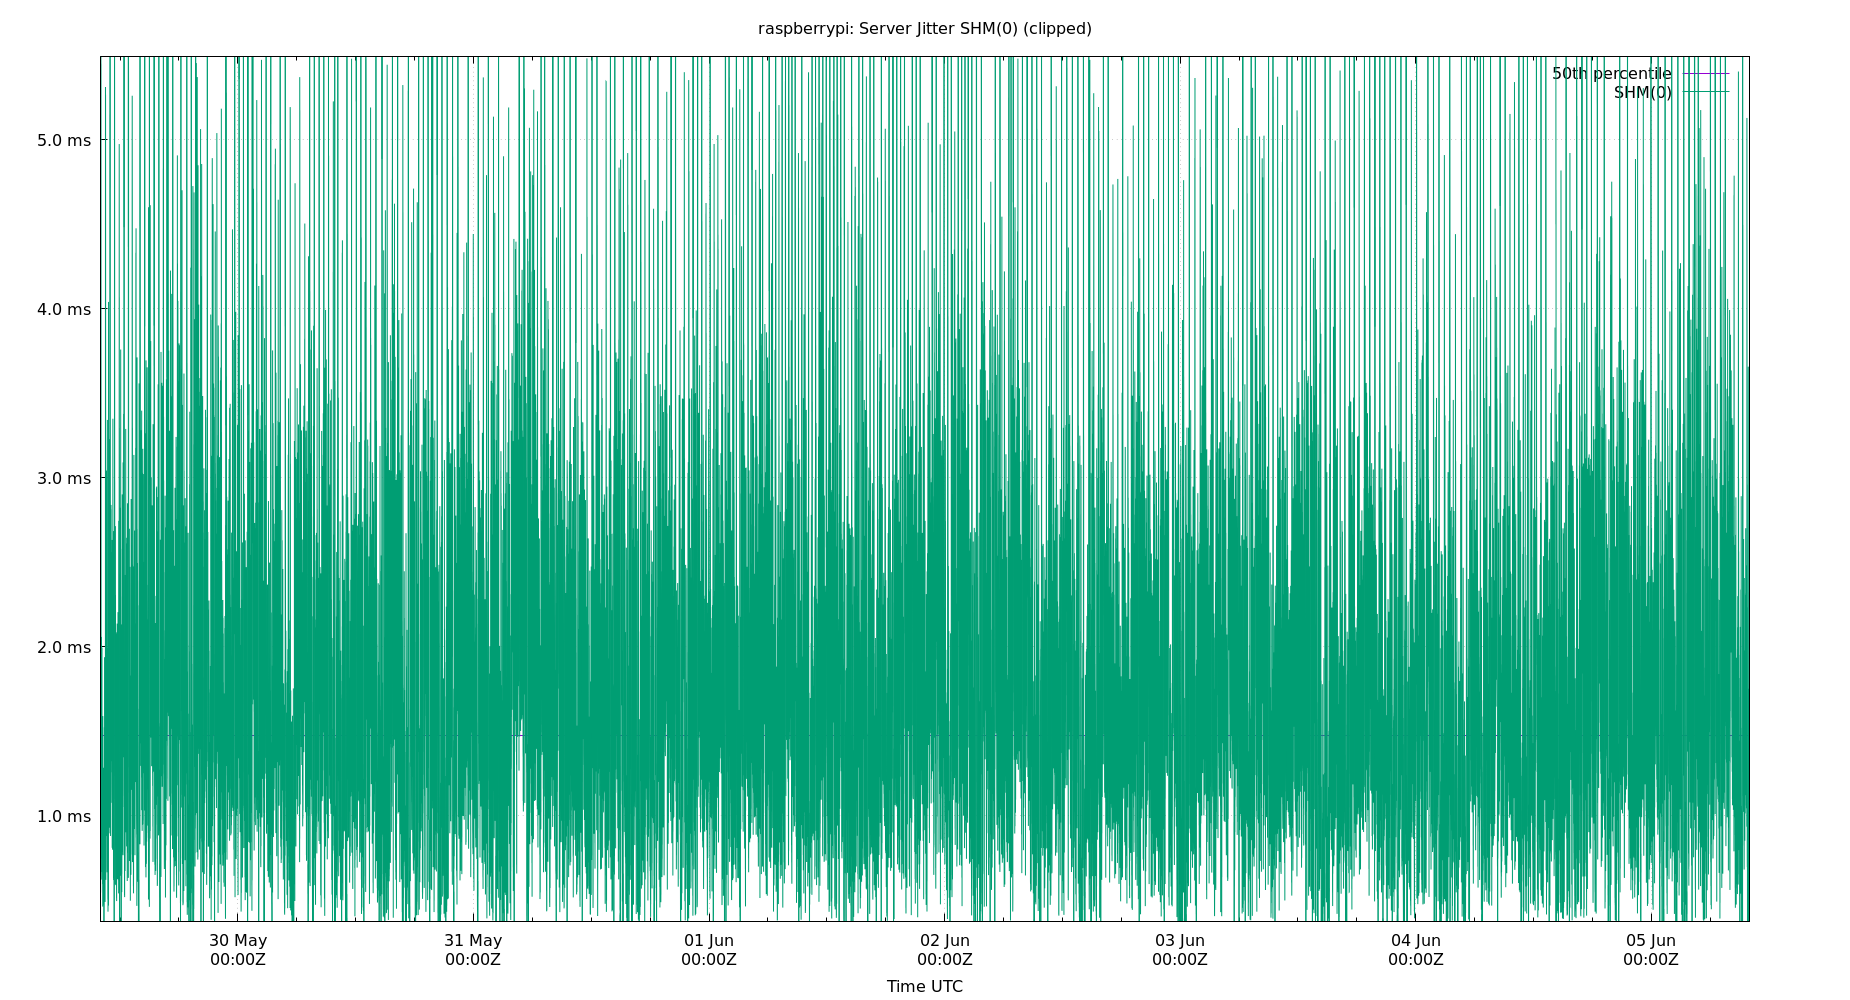 raspberrypi: Server Jitter SHM(0) (clipped)
50th percentile
SHM(0)
5.0 ms
4.0 ms
3.0 ms
2.0 ms
1.0 ms
30 May 31 May 01 Jun 02 Jun 03 Jun 04 Jun 05 Jun
00:00Z 00:00Z 00:00Z 00:00Z 00:00Z 00:00Z 00:00Z
Time UTC